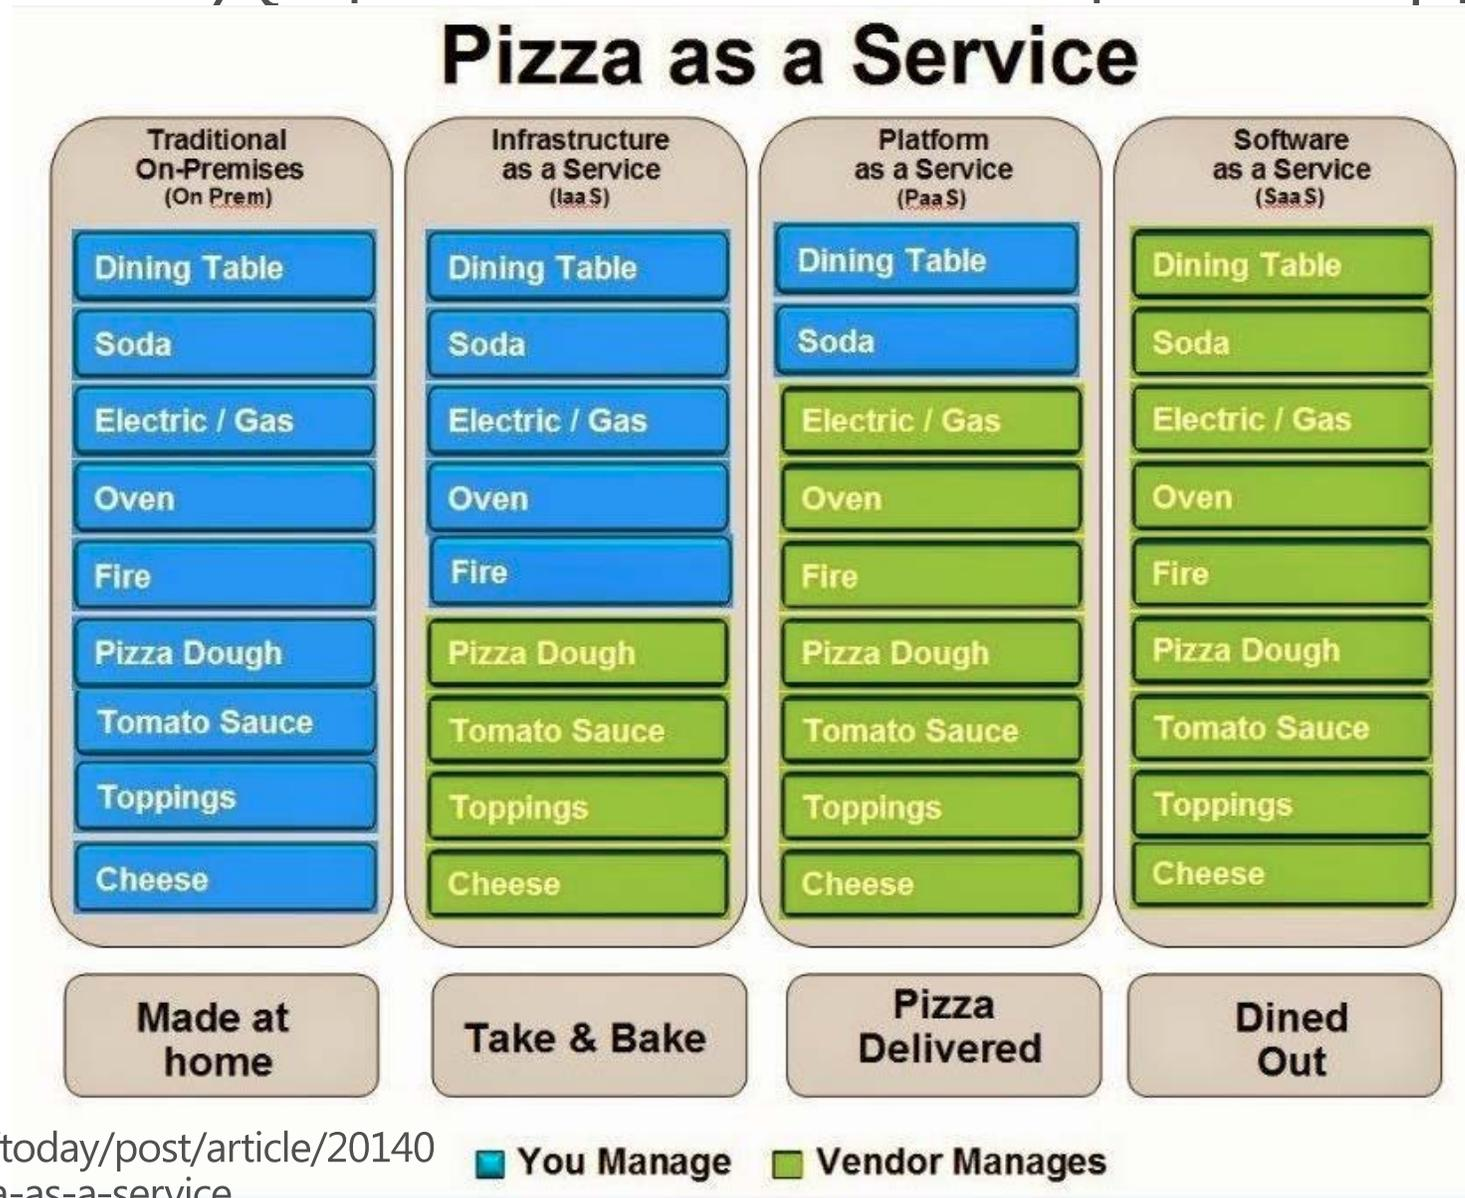 Pizza as a Service
Traditional
On-Premises
(On Prem)
Dining Table
Soda
Electric / Gas
Oven
Fire
Pizza Dough
Tomato Sauce
Toppings
Cheese
Made at
home
Infrastructure
as a Service
(IaaS)
Dining Table
Soda
Electric / Gas
Oven
Fire
Pizza Dough
Tomato Sauce
Toppings
Cheese
Take & Bake
Platform
as a Service
(PaaS)
Dining Table
Soda
Electric / Gas
Oven
Fire
Pizza Dough
Tomato Sauce
Toppings
Cheese
Pizza
Delivered
Software
as a Service
(SaaS)
Dining Table
Soda
Electric / Gas
Oven
Fire
Pizza Dough
Tomato Sauce
Toppings
Cheese
Dined
Out
/today/post/article/20140
a-as-a-service
You Manage
Vendor Manages